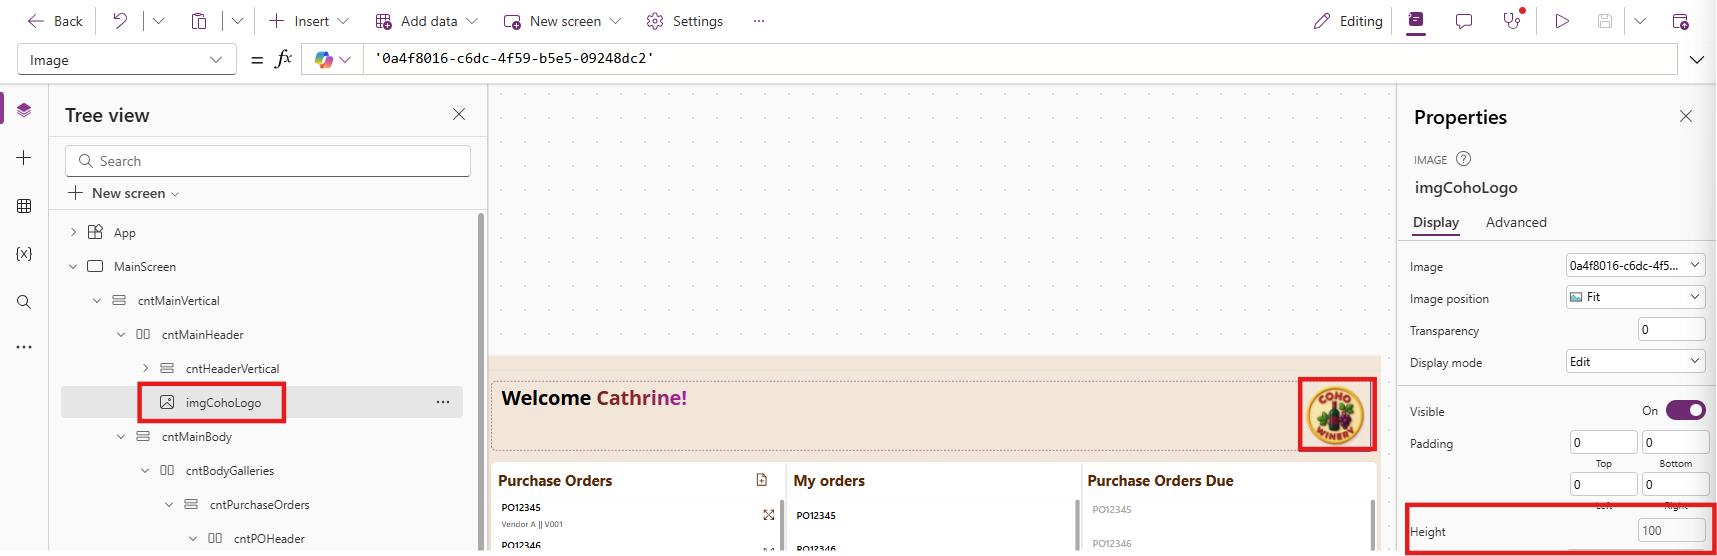 Back
Insert
Add data
New screen
Settings
Editing
Image
= fx
'0a4f8016-c6dc-4f59-b5e5-09248dc2'
Tree view
Search
New screen
App
MainScreen
cntMainVertical
cntMainHeader
cntHeaderVertical
imgCohoLogo
cntMainBody
cntBodyGalleries
cntPurchaseOrders
cntPOHeader
Welcome Cathrine!
COHO
WINERY
Purchase Orders
PO12345
Vendor A || V001
PO12346
My orders
PO12345
PO12346
Purchase Orders Due
PO12345
PO12346
Properties
IMAGE
imgCohoLogo
Display
Advanced
Image
0a4f8016-c6dc-4f5...
Image position
Fit
Transparency
0
Display mode
Edit
Visible
On
Padding
0
0
Top
Bottom
0
0
Left
Right
Height
100